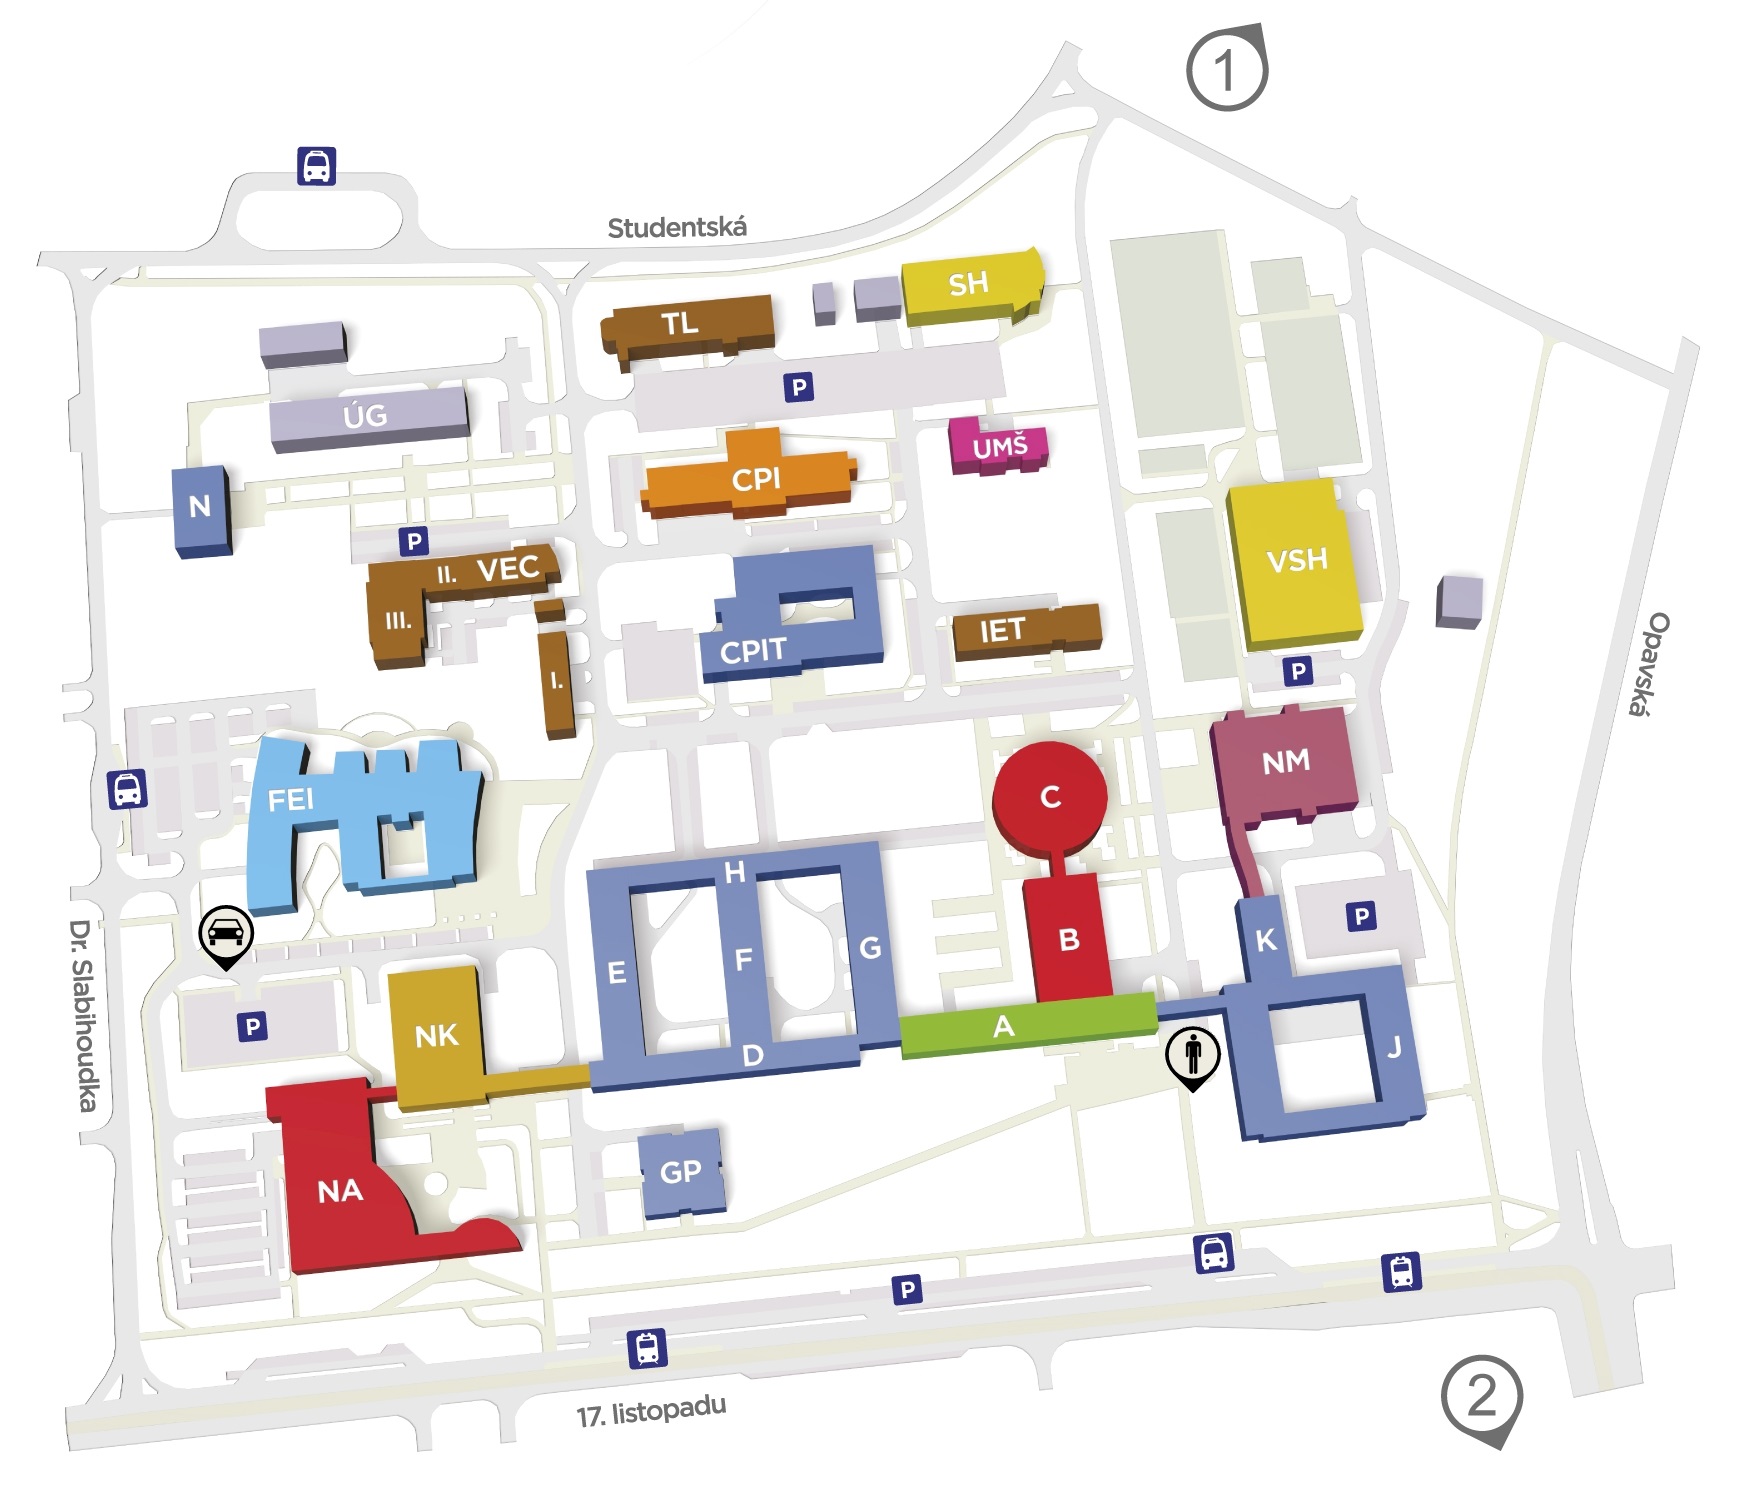 1
Studentská
SH
TL
P
ÚG
UMŠ
CPI
N
P
II. VEC
VSH
III.
IET
CPIT
I.
P
Opavská
NM
FEI
C
H
P
K
B
G
F
E
Dr. Slabihoudka
P
NK
A
D
J
GP
NA
P
17. listopadu
2